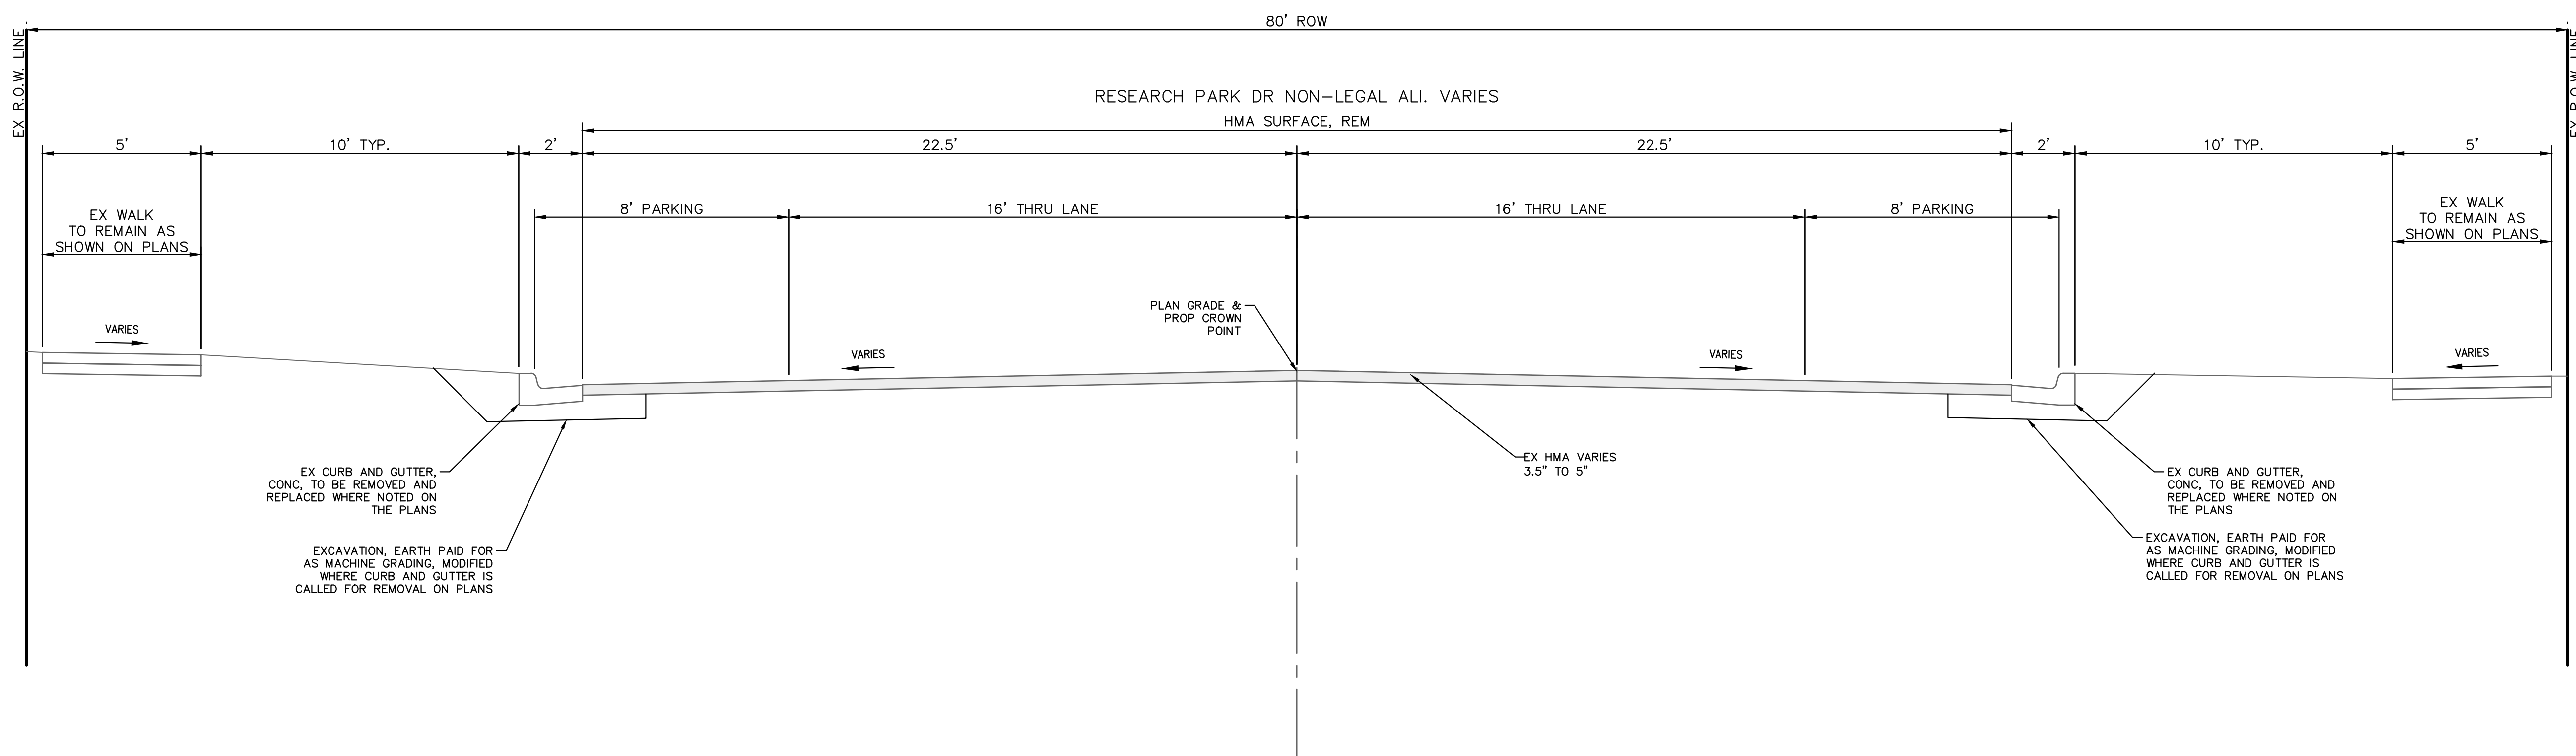 80' ROW
EX R.O.W. LINE
EX R.O.W. LINE
RESEARCH PARK DR NON-LEGAL ALI. VARIES
HMA SURFACE, REM
5'
10' TYP.
2'
22.5'
22.5'
2'
10' TYP.
5'
EX WALK
TO REMAIN AS
SHOWN ON PLANS
8' PARKING
16' THRU LANE
16' THRU LANE
8' PARKING
EX WALK
TO REMAIN AS
SHOWN ON PLANS
VARIES
VARIES
PLAN GRADE &
PROP CROWN
POINT
VARIES
VARIES
EX CURB AND GUTTER,
CONC, TO BE REMOVED AND
REPLACED WHERE NOTED ON
THE PLANS
EX HMA VARIES
3.5" TO 5"
EX CURB AND GUTTER,
CONC, TO BE REMOVED AND
REPLACED WHERE NOTED ON
THE PLANS
EXCAVATION, EARTH PAID FOR
AS MACHINE GRADING, MODIFIED
WHERE CURB AND GUTTER IS
CALLED FOR REMOVAL ON PLANS
EXCAVATION, EARTH PAID FOR
AS MACHINE GRADING, MODIFIED
WHERE CURB AND GUTTER IS
CALLED FOR REMOVAL ON PLANS